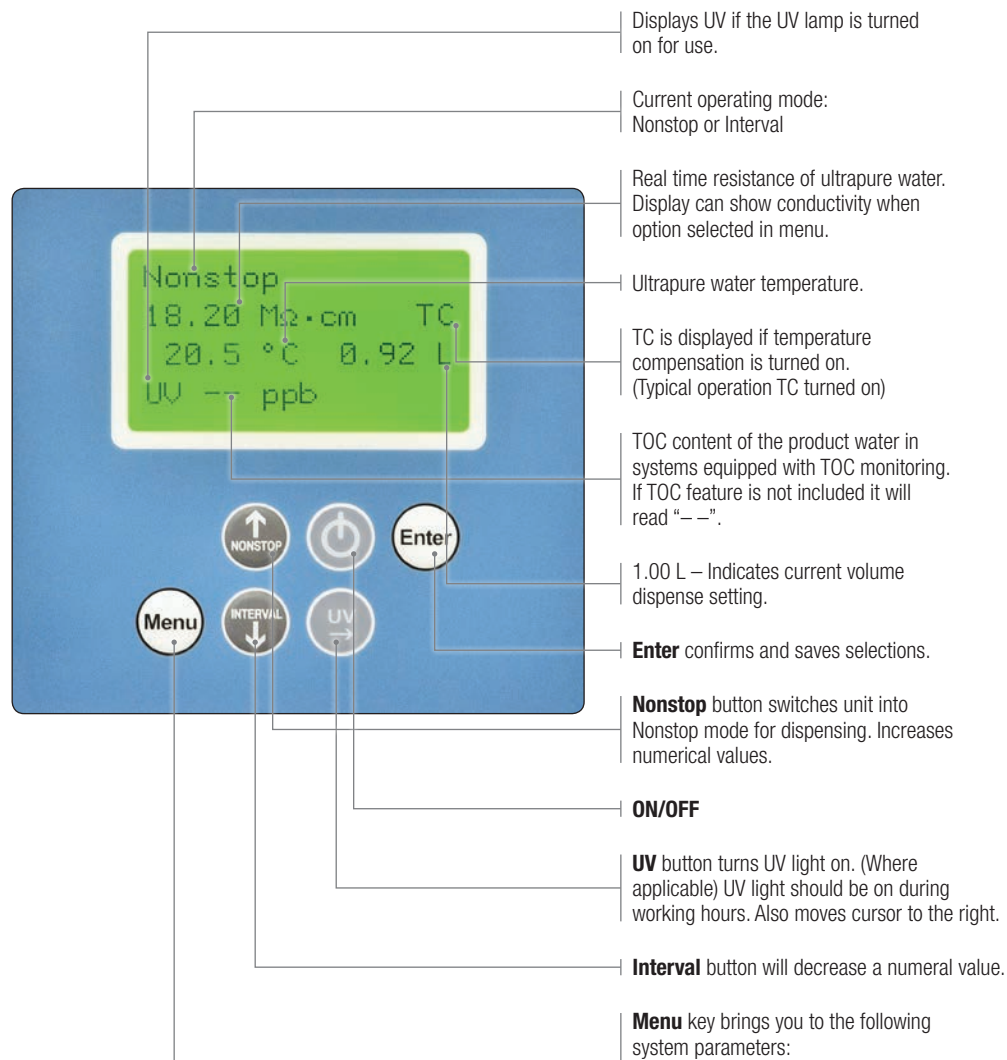 Displays UV if the UV lamp is turned
on for use.
Current operating mode:
Nonstop or Interval
Real time resistance of ultrapure water.
Display can show conductivity when
option selected in menu.
Ultrapure water temperature.
TC is displayed if temperature
compensation is turned on.
(Typical operation TC turned on)
TOC content of the product water in
systems equipped with TOC monitoring.
If TOC feature is not included it will
read “– –”.
1.00 L – Indicates current volume
dispense setting.
Enter confirms and saves selections.
Nonstop button switches unit into
Nonstop mode for dispensing. Increases
numerical values.
ON/OFF
UV button turns UV light on. (Where
applicable) UV light should be on during
working hours. Also moves cursor to the right.
Interval button will decrease a numeral value.
Menu key brings you to the following
system parameters:
Nonstop
18.20 MΩ·cm TC
20.5 °C 0.92 L
UV -- ppb
NONSTOP
Enter
Menu
INTERVAL
UV